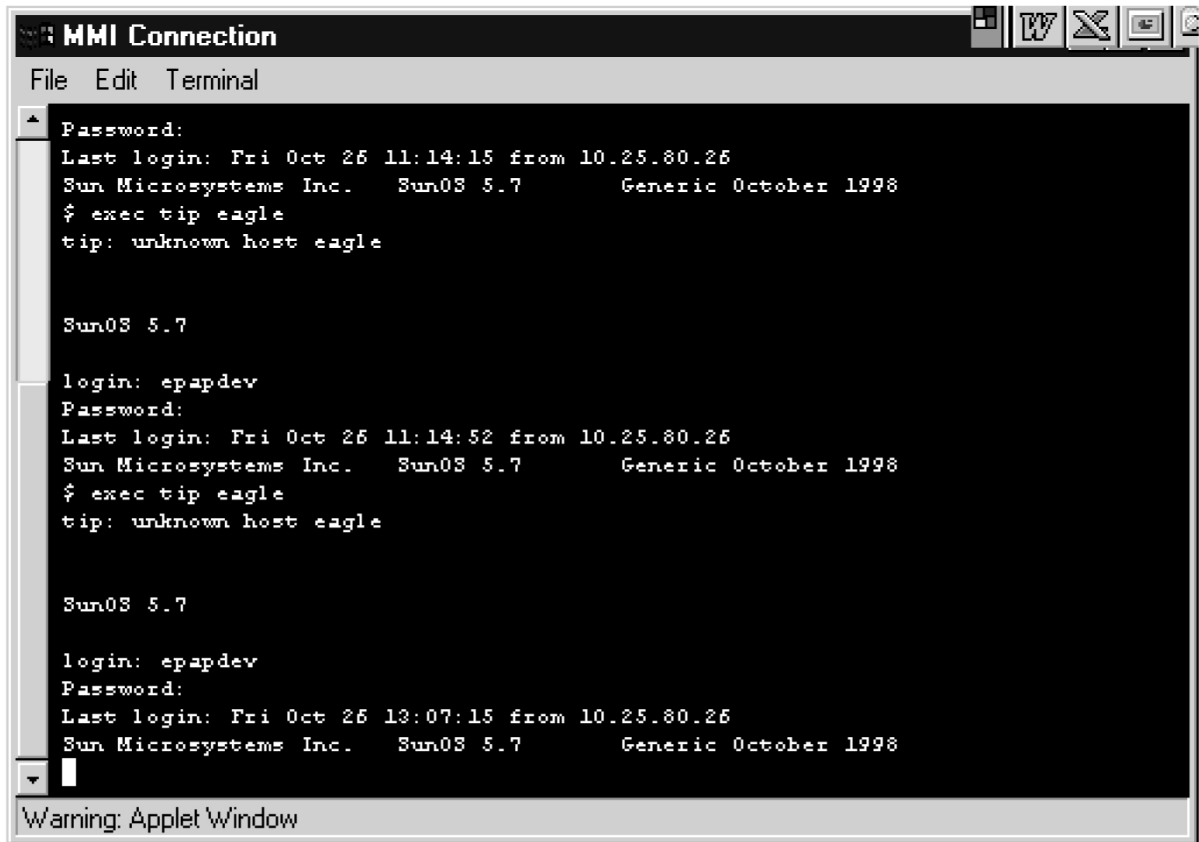 MMI Connection
File Edit Terminal
Password:
Last login: Fri Oct 26 11:14:15 from 10.25.80.26
Sun Microsystems Inc. SunOS 5.7 Generic October 1998
$ exec tip eagle
tip: unknown host eagle
SunOS 5.7
login: epapdev
Password:
Last login: Fri Oct 26 11:14:52 from 10.25.80.26
Sun Microsystems Inc. SunOS 5.7 Generic October 1998
$ exec tip eagle
tip: unknown host eagle
SunOS 5.7
login: epapdev
Password:
Last login: Fri Oct 26 13:07:15 from 10.25.80.26
Sun Microsystems Inc. SunOS 5.7 Generic October 1998
Warning: Applet Window